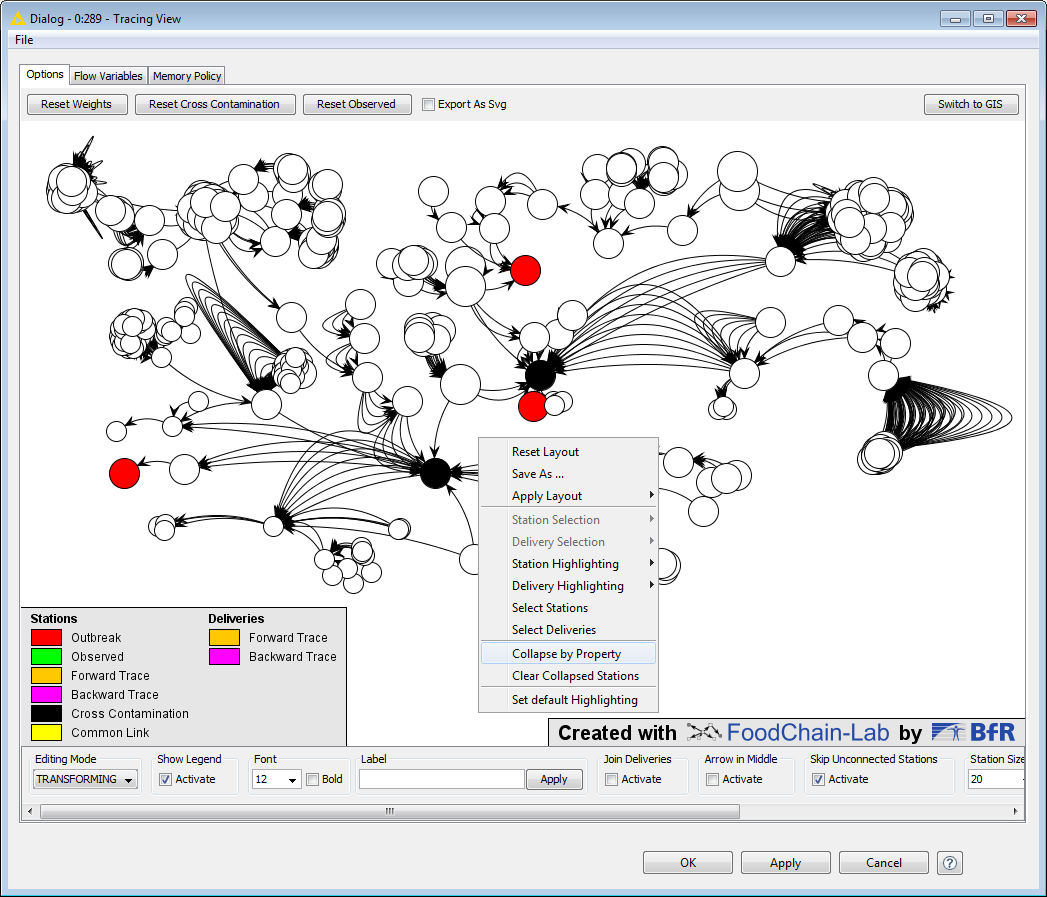 Dialog - 0:289 - Tracing View
File
Options Flow Variables Memory Policy
Reset Weights Reset Cross Contamination Reset Observed Export As Svg Switch to GIS
Reset Layout
Save As ...
Apply Layout
Station Selection
Delivery Selection
Station Highlighting
Delivery Highlighting
Select Stations
Select Deliveries
Collapse by Property
Clear Collapsed Stations
Set default Highlighting
Stations Deliveries
Outbreak Forward Trace
Observed Backward Trace
Forward Trace
Backward Trace
Cross Contamination
Common Link
Created with FoodChain-Lab by BfR
Editing Mode Show Legend Font Label Join Deliveries Arrow in Middle Skip Unconnected Stations Station Size
TRANSFORMING Activate 12 Bold Apply Activate Activate Activate 20
OK Apply Cancel ?